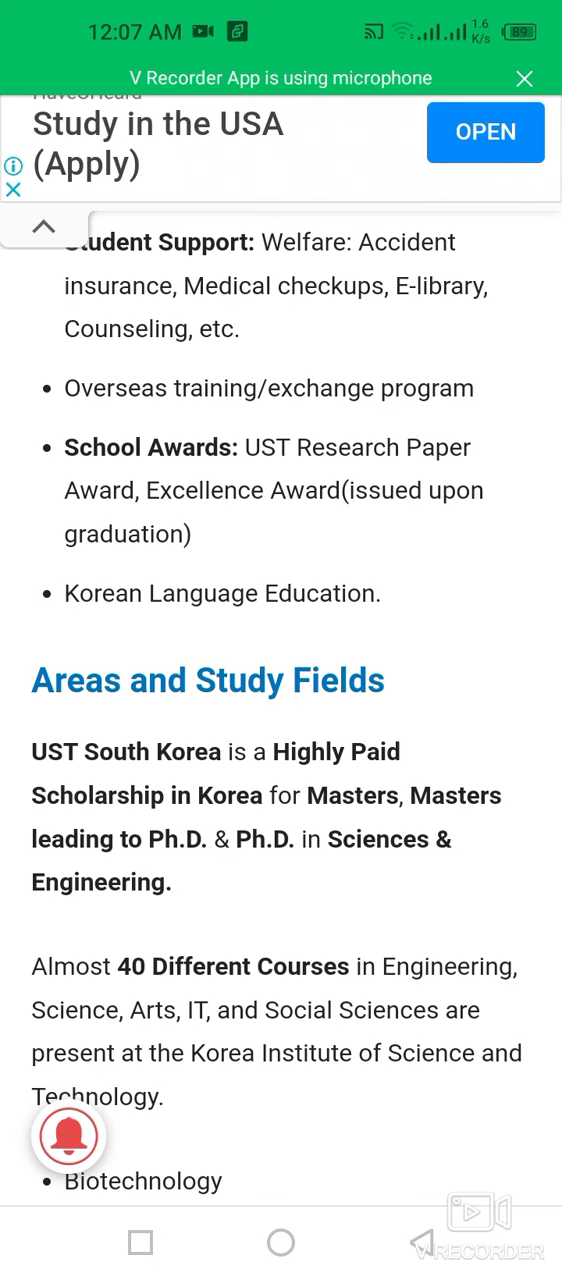 12:07 AM
1.6
K/s
89
V Recorder App is using microphone
Study in the USA
(Apply)
OPEN
Student Support: Welfare: Accident
insurance, Medical checkups, E-library,
Counseling, etc.
• Overseas training/exchange program
• School Awards: UST Research Paper
Award, Excellence Award(issued upon
graduation)
• Korean Language Education.
Areas and Study Fields
UST South Korea is a Highly Paid
Scholarship in Korea for Masters, Masters
leading to Ph.D. & Ph.D. in Sciences &
Engineering.
Almost 40 Different Courses in Engineering,
Science, Arts, IT, and Social Sciences are
present at the Korea Institute of Science and
Technology.
• Biotechnology
VRECORDER